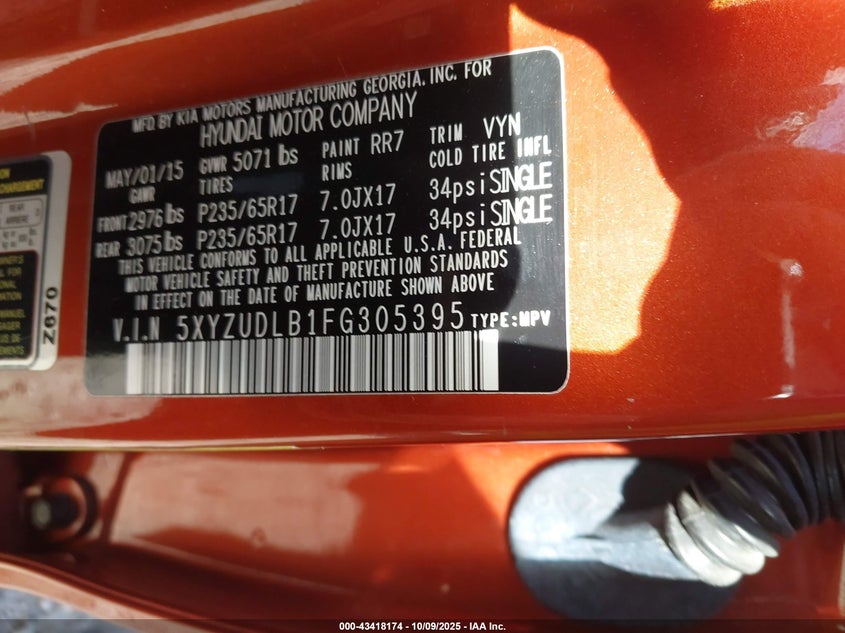 MFD. BY KIA MOTORS MANUFACTURING GEORGIA, INC. FOR
HYUNDAI MOTOR COMPANY
MAY/01/15 GVWR 5071 lbs PAINT RR7 TRIM VYN
GAWR TIRES RIMS COLD TIRE INFL
FRONT 2976 lbs P235/65R17 7.0JX17 34psi SINGLE
REAR 3075 lbs P235/65R17 7.0JX17 34psi SINGLE
THIS VEHICLE CONFORMS TO ALL APPLICABLE U.S.A. FEDERAL
MOTOR VEHICLE SAFETY AND THEFT PREVENTION STANDARDS
IN EFFECT ON THE DATE OF MANUFACTURE SHOWN ABOVE
V.I.N 5XYZUDLB1FG305395 TYPE:MPV
REAR
ARRIERE
Z670
000-43418174 - 10/09/2025 - IAA Inc.